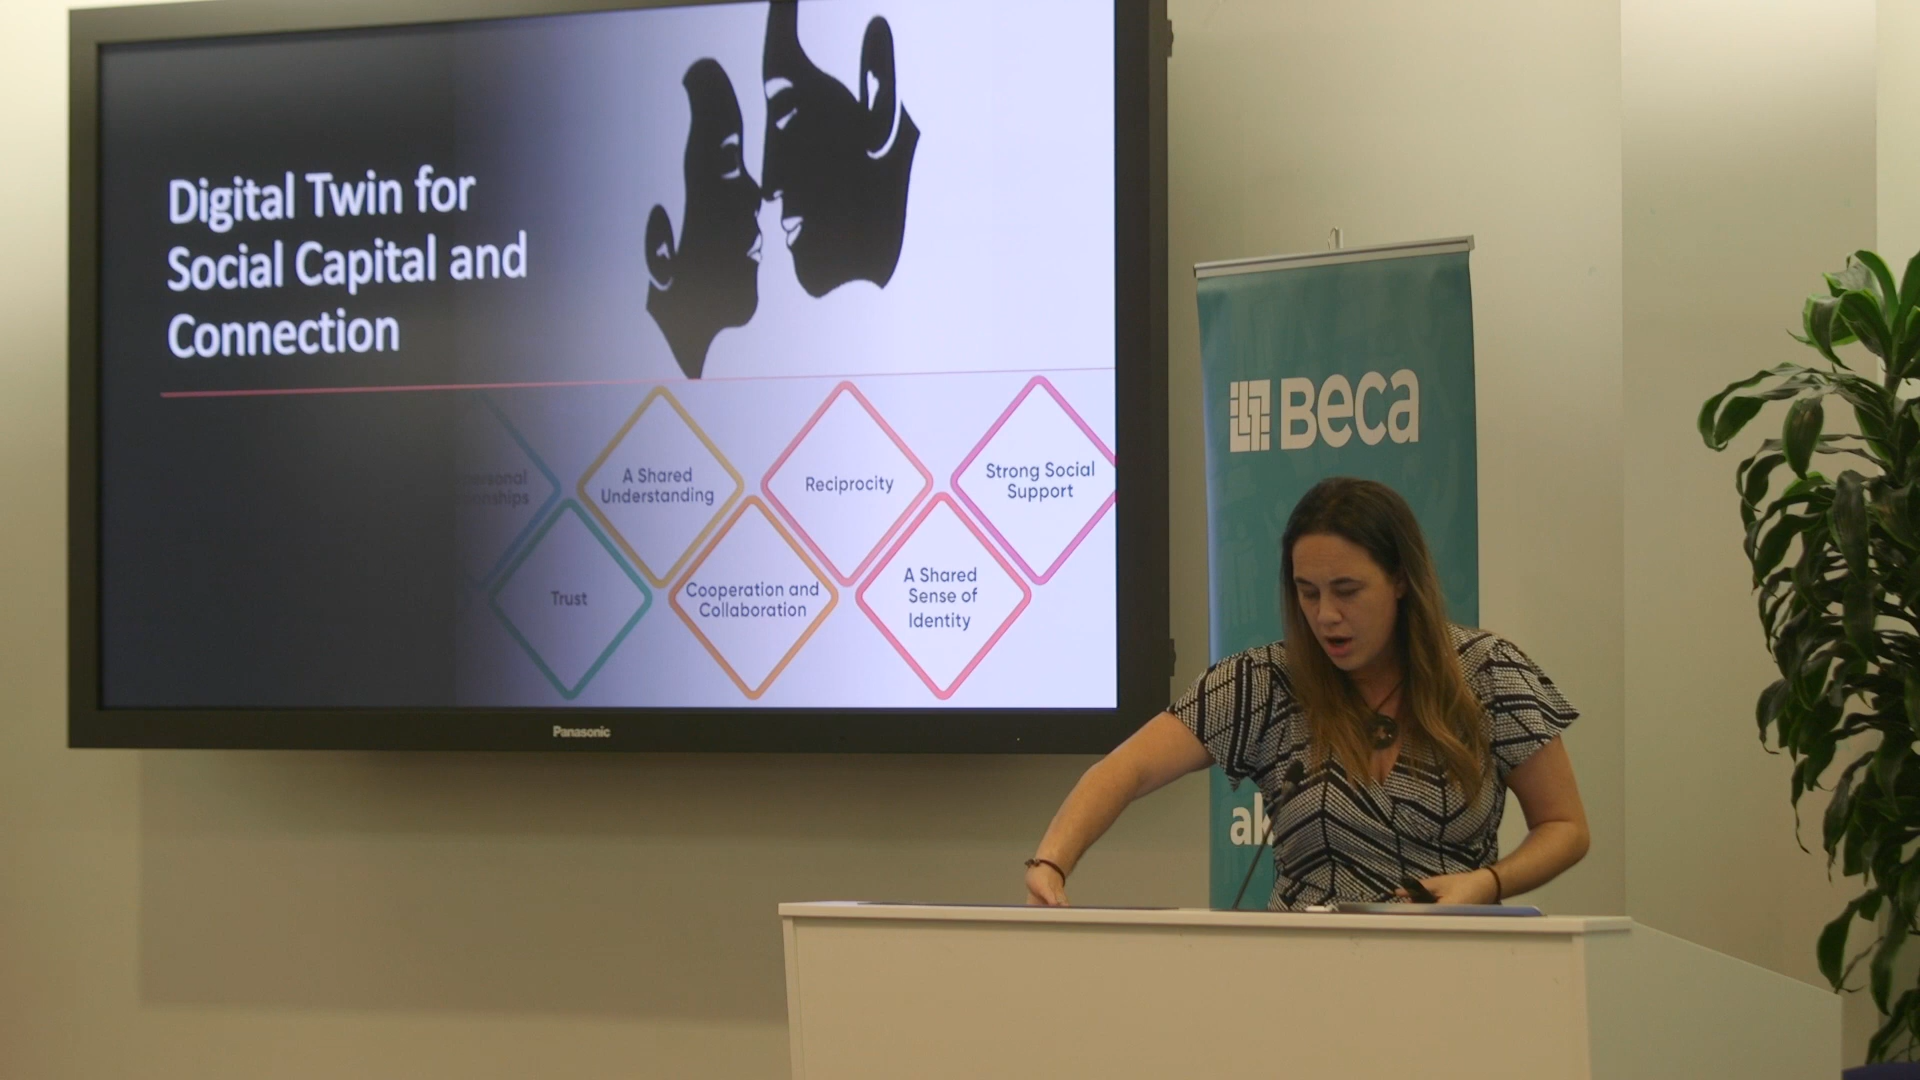 Digital Twin for
Social Capital and
Connection
A Shared
Understanding
Reciprocity
Strong Social
Support
Trust
Cooperation and
Collaboration
A Shared
Sense of
Identity
Panasonic
Beca